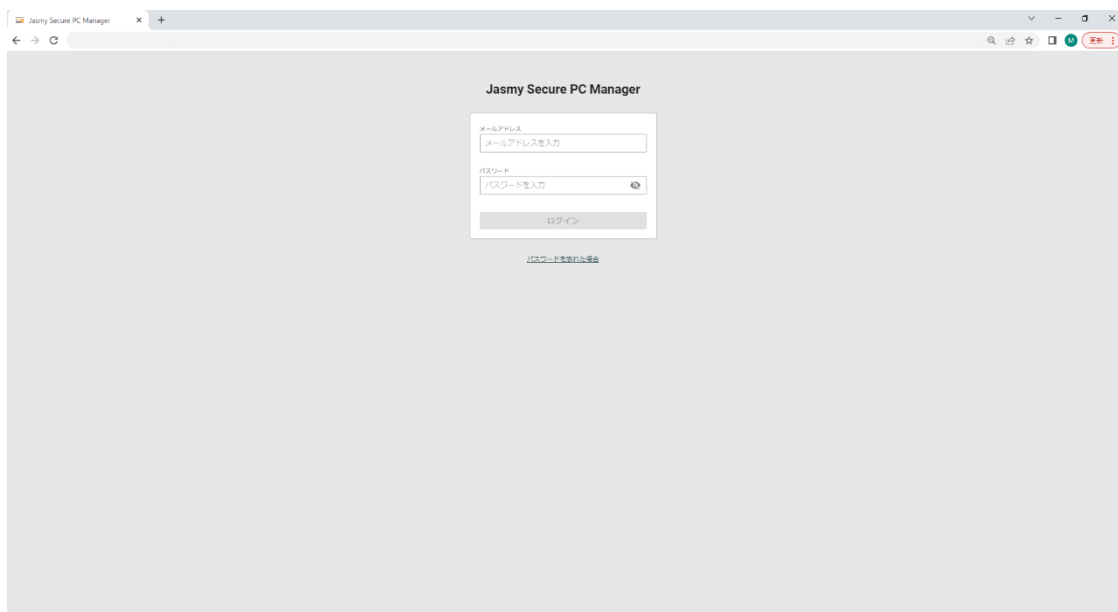 Jasmy Secure PC Manager
M
更新
Jasmy Secure PC Manager
メールアドレス
メールアドレスを入力
パスワード
パスワードを入力
ログイン
パスワードを忘れた場合